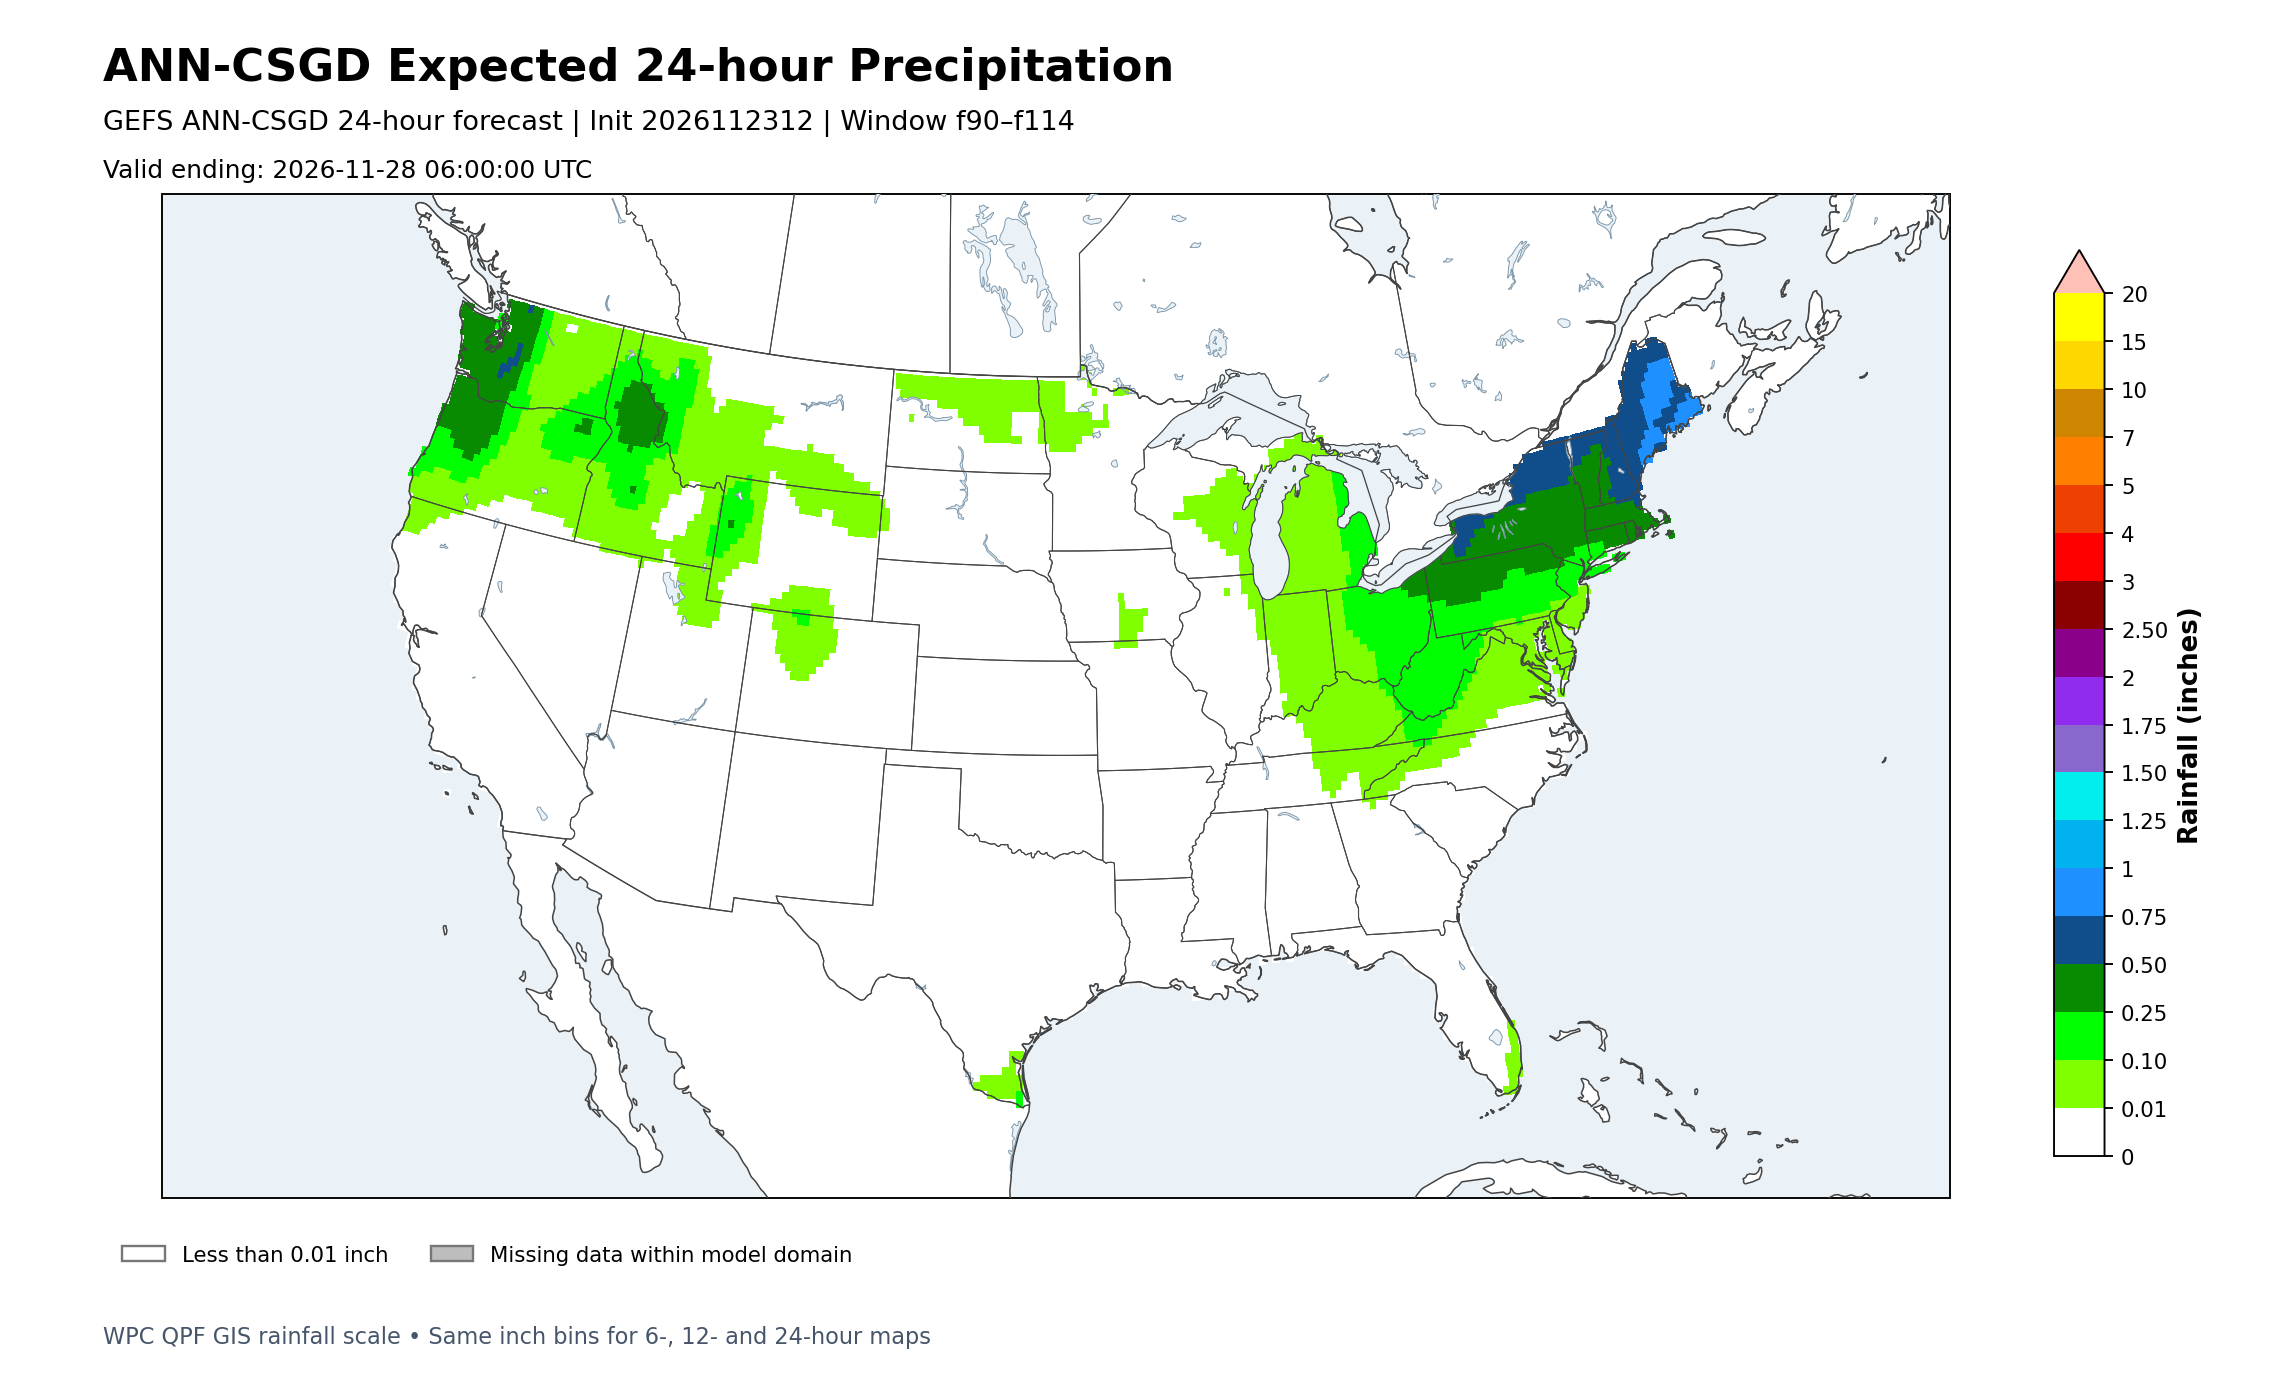 ANN-CSGD Expected 24-hour Precipitation
GEFS ANN-CSGD 24-hour forecast | Init 2026112312 | Window f90–f114
Valid ending: 2026-11-28 06:00:00 UTC
20
15
10
7
5
4
3
2.50
2
1.75
1.50
1.25
1
0.75
0.50
0.25
0.10
0.01
0
Rainfall (inches)
Less than 0.01 inch
Missing data within model domain
WPC QPF GIS rainfall scale • Same inch bins for 6-, 12- and 24-hour maps